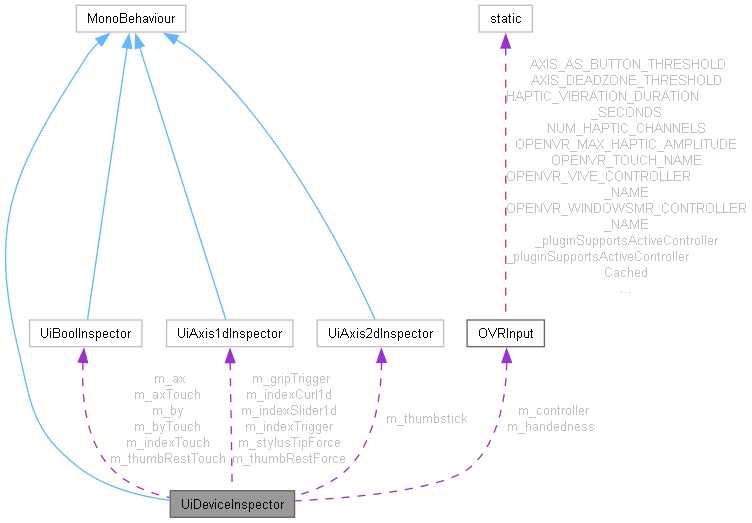 MonoBehaviour
static
AXIS_AS_BUTTON_THRESHOLD
AXIS_DEADZONE_THRESHOLD
HAPTIC_VIBRATION_DURATION
_SECONDS
NUM_HAPTIC_CHANNELS
OPENVR_MAX_HAPTIC_AMPLITUDE
OPENVR_TOUCH_NAME
OPENVR_VIVE_CONTROLLER
_NAME
OPENVR_WINDOWSMR_CONTROLLER
_NAME
_pluginSupportsActiveController
_pluginSupportsActiveController
Cached
...
UiBoolInspector
UiAxis1dInspector
UiAxis2dInspector
OVRInput
m_ax
m_axTouch
m_by
m_byTouch
m_indexTouch
m_thumbRestTouch
m_gripTrigger
m_indexCurl1d
m_indexSlider1d
m_indexTrigger
m_stylusTipForce
m_thumbRestForce
m_thumbstick
m_controller
m_handedness
UiDeviceInspector